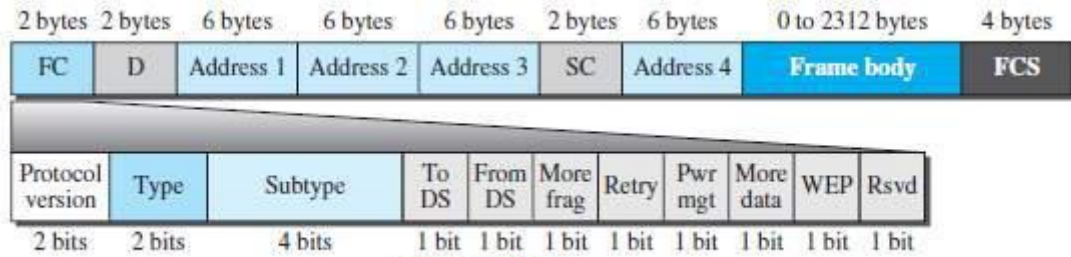 2 bytes 2 bytes 6 bytes 6 bytes 6 bytes 2 bytes 6 bytes 0 to 2312 bytes 4 bytes
FC D Address 1 Address 2 Address 3 SC Address 4 Frame body FCS
Protocol version Type Subtype To DS From DS More frag Retry Pwr mgt More data WEP Rsvd
2 bits 2 bits 4 bits 1 bit 1 bit 1 bit 1 bit 1 bit 1 bit 1 bit 1 bit